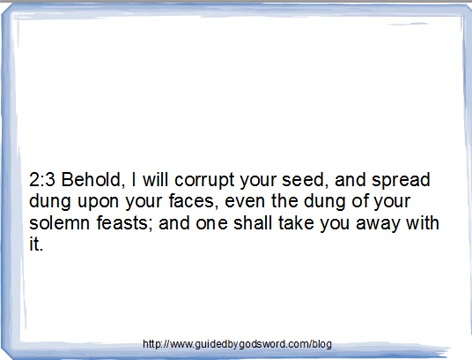 2:3 Behold, I will corrupt your seed, and spread
dung upon your faces, even the dung of your
solemn feasts; and one shall take you away with
it.
http://www.guidedbygodsword.com/blog